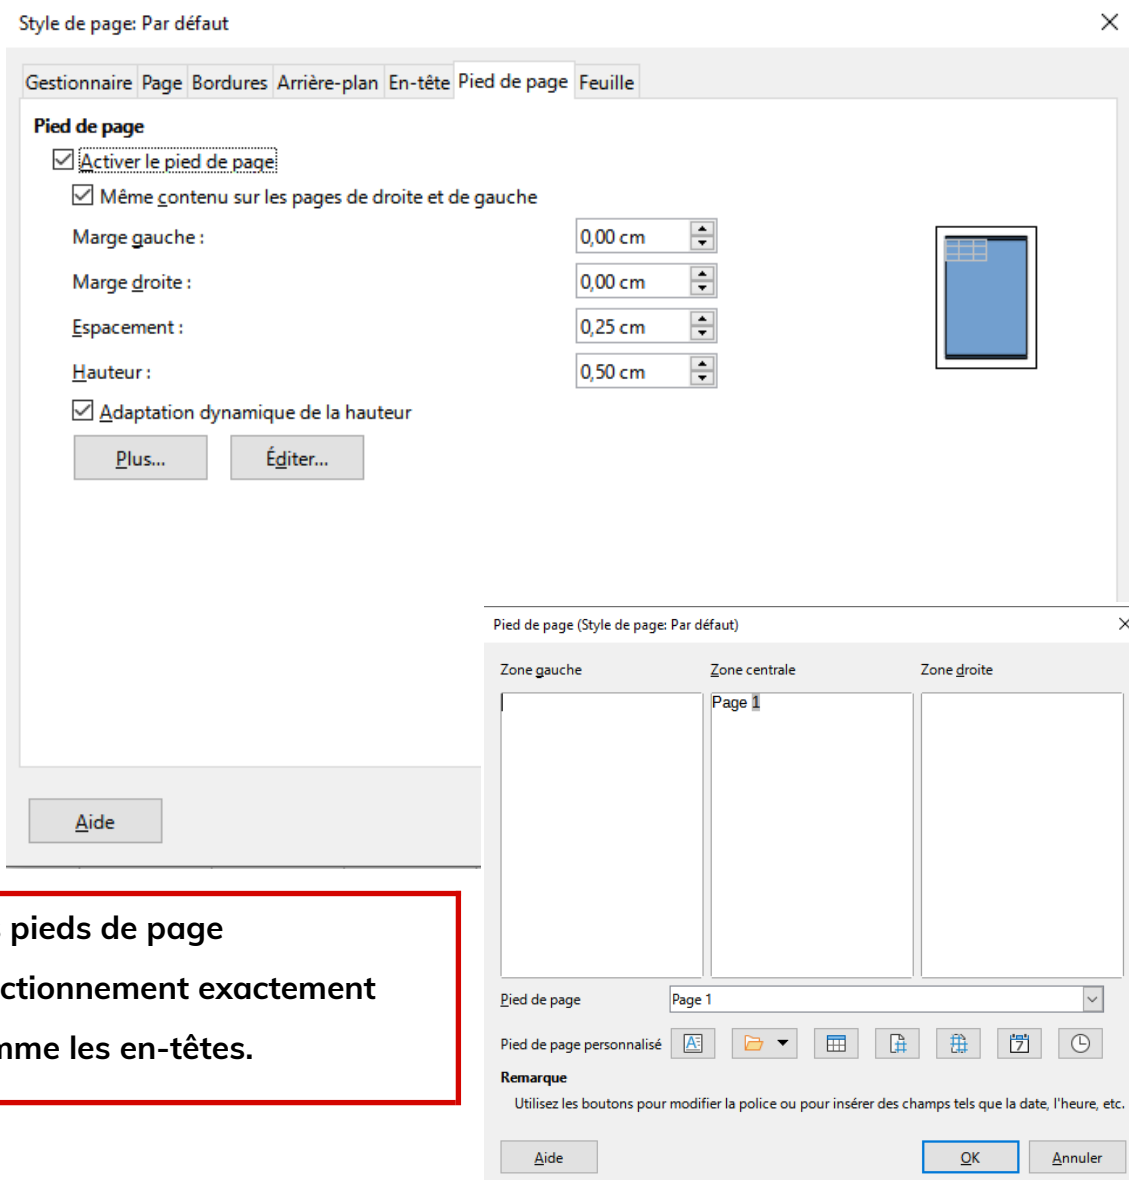 Style de page: Par défaut
Gestionnaire Page Bordures Arrière-plan En-tête Pied de page Feuille
Pied de page
Activer le pied de page
Même contenu sur les pages de droite et de gauche
Marge gauche : 0,00 cm
Marge droite : 0,00 cm
Espacement : 0,25 cm
Hauteur : 0,50 cm
Adaptation dynamique de la hauteur
Plus... Éditer...
Aide
pieds de page
ctionnement exactement
mme les en-têtes.
Pied de page (Style de page: Par défaut)
Zone gauche Zone centrale Zone droite
Page 1
Pied de page Page 1
Pied de page personnalisé
Remarque
Utilisez les boutons pour modifier la police ou pour insérer des champs tels que la date, l'heure, etc.
Aide OK Annuler